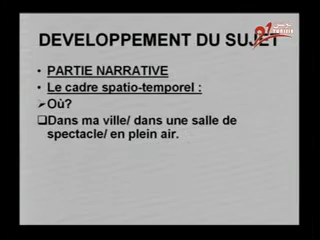 DEVELOPPEMENT DU SUJET
• PARTIE NARRATIVE
• Le cadre spatio-temporel :
➢Où?
❑Dans ma ville/ dans une salle de
spectacle/ en plein air.